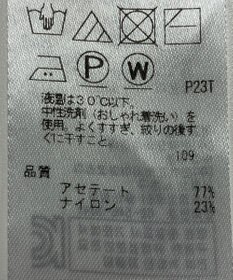 P
W
P23T
液温は30℃以下。
中性洗剤(おしゃれ着洗い)を
使用。よくすすぎ、絞りの後す
ぐに干すこと。
109
品質
アセテート 77%
ナイロン 23%